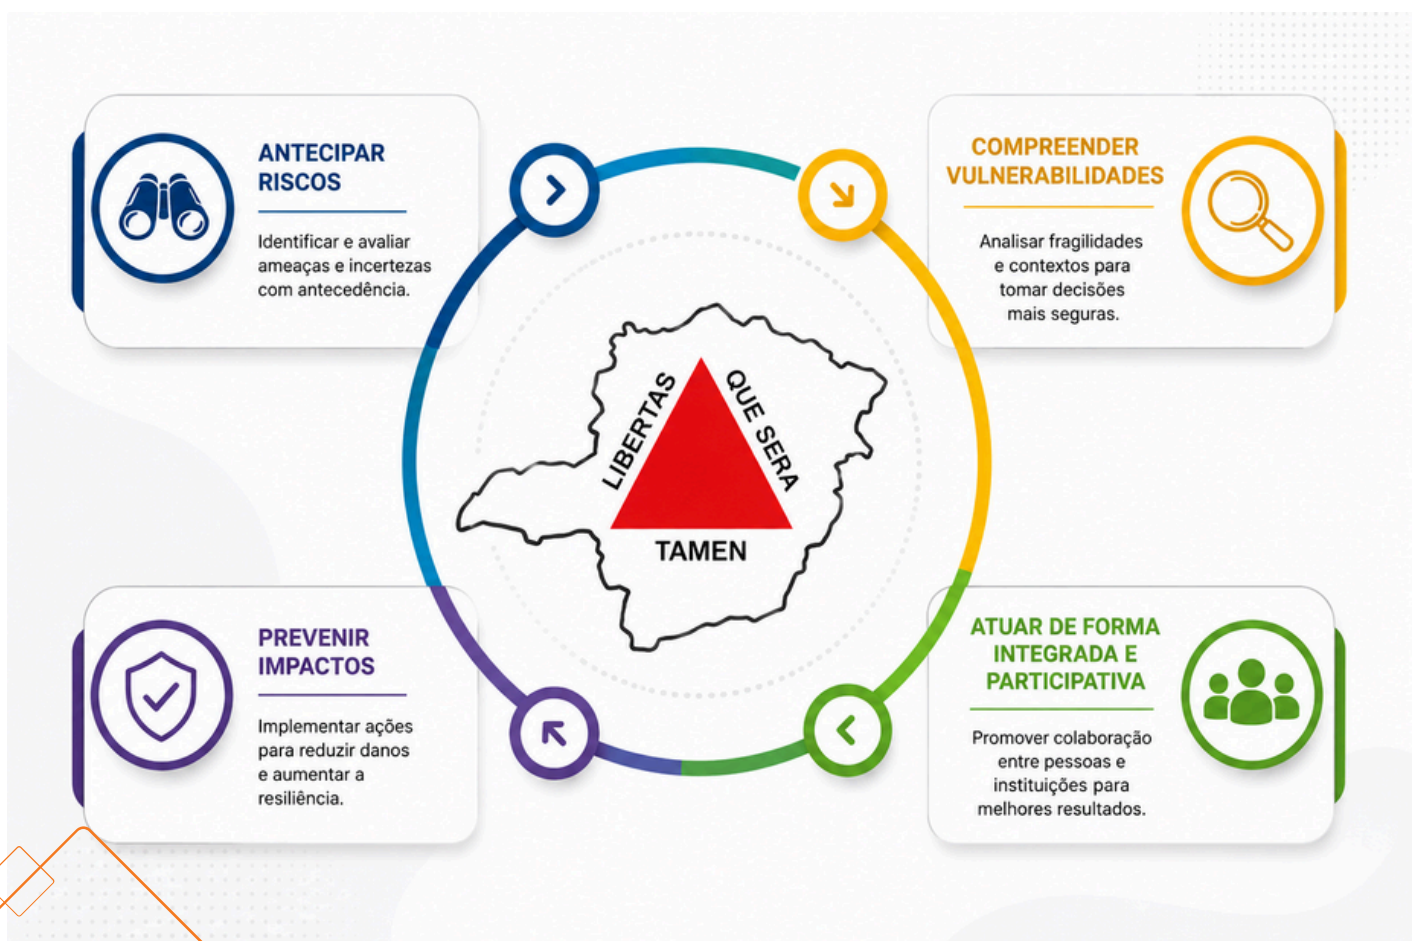 ANTECIPAR
RISCOS
Identificar e avaliar
ameaças e incertezas
com antecedência.
COMPREENDER
VULNERABILIDADES
Analisar fragilidades
e contextos para
tomar decisões
mais seguras.
LIBERTAS
QUE SERA
TAMEN
PREVENIR
IMPACTOS
Implementar ações
para reduzir danos
e aumentar a
resiliência.
ATUAR DE FORMA
INTEGRADA E
PARTICIPATIVA
Promover colaboração
entre pessoas e
instituições para
melhores resultados.